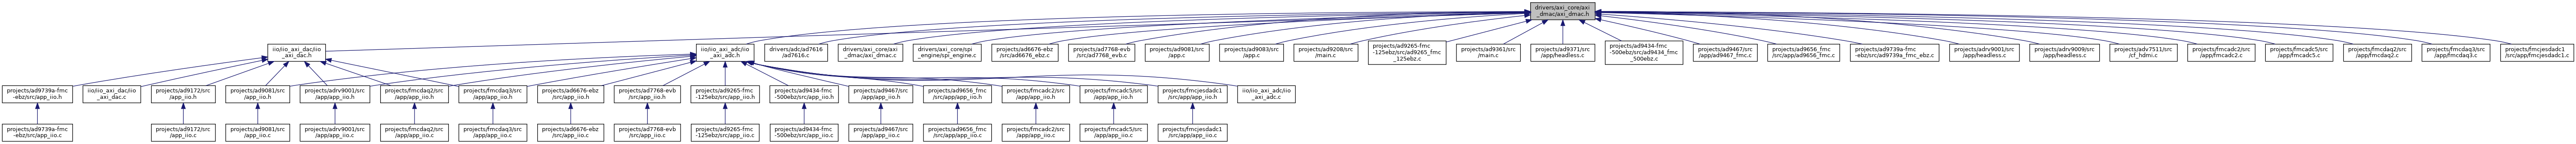 drivers/axi_core/axi
_dmac/axi_dmac.h
iio/iio_axi_dac/iio
_axi_dac.h
iio/iio_axi_adc/iio
_axi_adc.h
drivers/adc/ad7616
/ad7616.c
drivers/axi_core/axi
_dmac/axi_dmac.c
drivers/axi_core/spi
_engine/spi_engine.c
projects/ad6676-ebz
/src/ad6676_ebz.c
projects/ad7768-evb
/src/ad7768_evb.c
projects/ad9081/src
/app.c
projects/ad9083/src
/app.c
projects/ad9208/src
/main.c
projects/ad9265-fmc
-125ebz/src/ad9265_fmc
_125ebz.c
projects/ad9361/src
/main.c
projects/ad9371/src
/app/headless.c
projects/ad9434-fmc
-500ebz/src/ad9434_fmc
_500ebz.c
projects/ad9467/src
/app/ad9467_fmc.c
projects/ad9656_fmc
/src/app/ad9656_fmc.c
projects/ad9739a-fmc
-ebz/src/ad9739a_fmc_ebz.c
projects/adrv9001/src
/app/headless.c
projects/adrv9009/src
/app/headless.c
projects/adv7511/src
/cf_hdmi.c
projects/fmcadc2/src
/app/fmcadc2.c
projects/fmcadc5/src
/app/fmcadc5.c
projects/fmcdaq2/src
/app/fmcdaq2.c
projects/fmcdaq3/src
/app/fmcdaq3.c
projects/fmcjesdadc1
/src/app/fmcjesdadc1.c
projects/ad9739a-fmc
-ebz/src/app_iio.h
iio/iio_axi_dac/iio
_axi_dac.c
projects/ad9172/src
/app/app_iio.h
projects/ad9081/src
/app_iio.h
projects/adrv9001/src
/app/app_iio.h
projects/fmcdaq2/src
/app/app_iio.h
projects/fmcdaq3/src
/app/app_iio.h
projects/ad6676-ebz
/src/app_iio.h
projects/ad7768-evb
/src/app_iio.h
projects/ad9265-fmc
-125ebz/src/app_iio.h
projects/ad9434-fmc
-500ebz/src/app_iio.h
projects/ad9467/src
/app/app_iio.h
projects/ad9656_fmc
/src/app/app_iio.h
projects/fmcadc2/src
/app/app_iio.h
projects/fmcadc5/src
/app/app_iio.h
projects/fmcjesdadc1
/src/app/app_iio.h
iio/iio_axi_adc/iio
_axi_adc.c
projects/ad9739a-fmc
-ebz/src/app_iio.c
projects/ad9172/src
/app/app_iio.c
projects/ad9081/src
/app_iio.c
projects/adrv9001/src
/app/app_iio.c
projects/fmcdaq2/src
/app/app_iio.c
projects/fmcdaq3/src
/app/app_iio.c
projects/ad6676-ebz
/src/app_iio.c
projects/ad7768-evb
/src/app_iio.c
projects/ad9265-fmc
-125ebz/src/app_iio.c
projects/ad9434-fmc
-500ebz/src/app_iio.c
projects/ad9467/src
/app/app_iio.c
projects/ad9656_fmc
/src/app/app_iio.c
projects/fmcadc2/src
/app/app_iio.c
projects/fmcadc5/src
/app/app_iio.c
projects/fmcjesdadc1
/src/app/app_iio.c